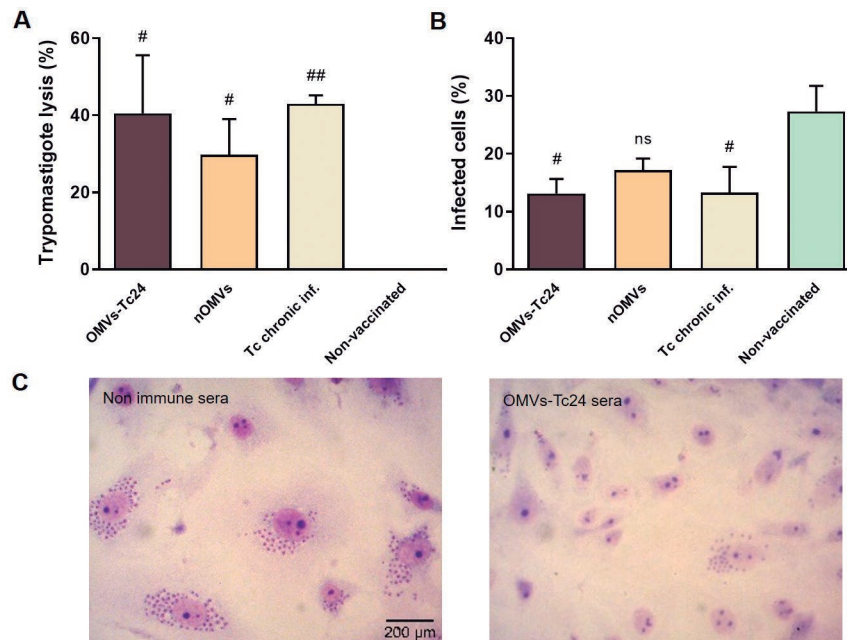 A
Trypomastigote lysis (%)
60
40
20
0
#
#
##
OMVs-Tc24
nOMVs
Tc chronic inf.
Non-vaccinated
B
Infected cells (%)
40
30
20
10
0
#
ns
#
OMVs-Tc24
nOMVs
Tc chronic inf.
Non-vaccinated
C
Non immune sera
200 µm
OMVs-Tc24 sera